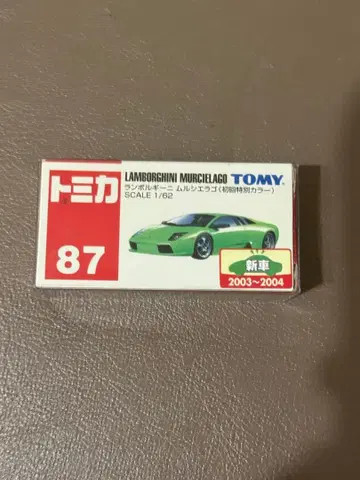 トミカ
87
LAMBORGHINI MURCIELAGO TOMY.
ランボルギーニ ムルシエラゴ(初回特別カラー)
SCALE 1/62
新車
2003〜2004